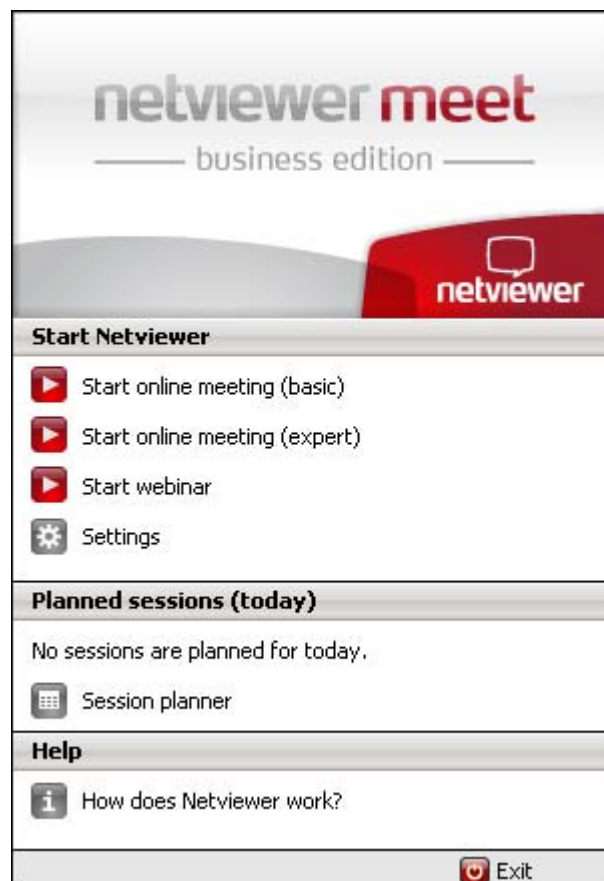 netviewer meet
business edition
netviewer
Start Netviewer
Start online meeting (basic)
Start online meeting (expert)
Start webinar
Settings
Planned sessions (today)
No sessions are planned for today.
Session planner
Help
How does Netviewer work?
Exit